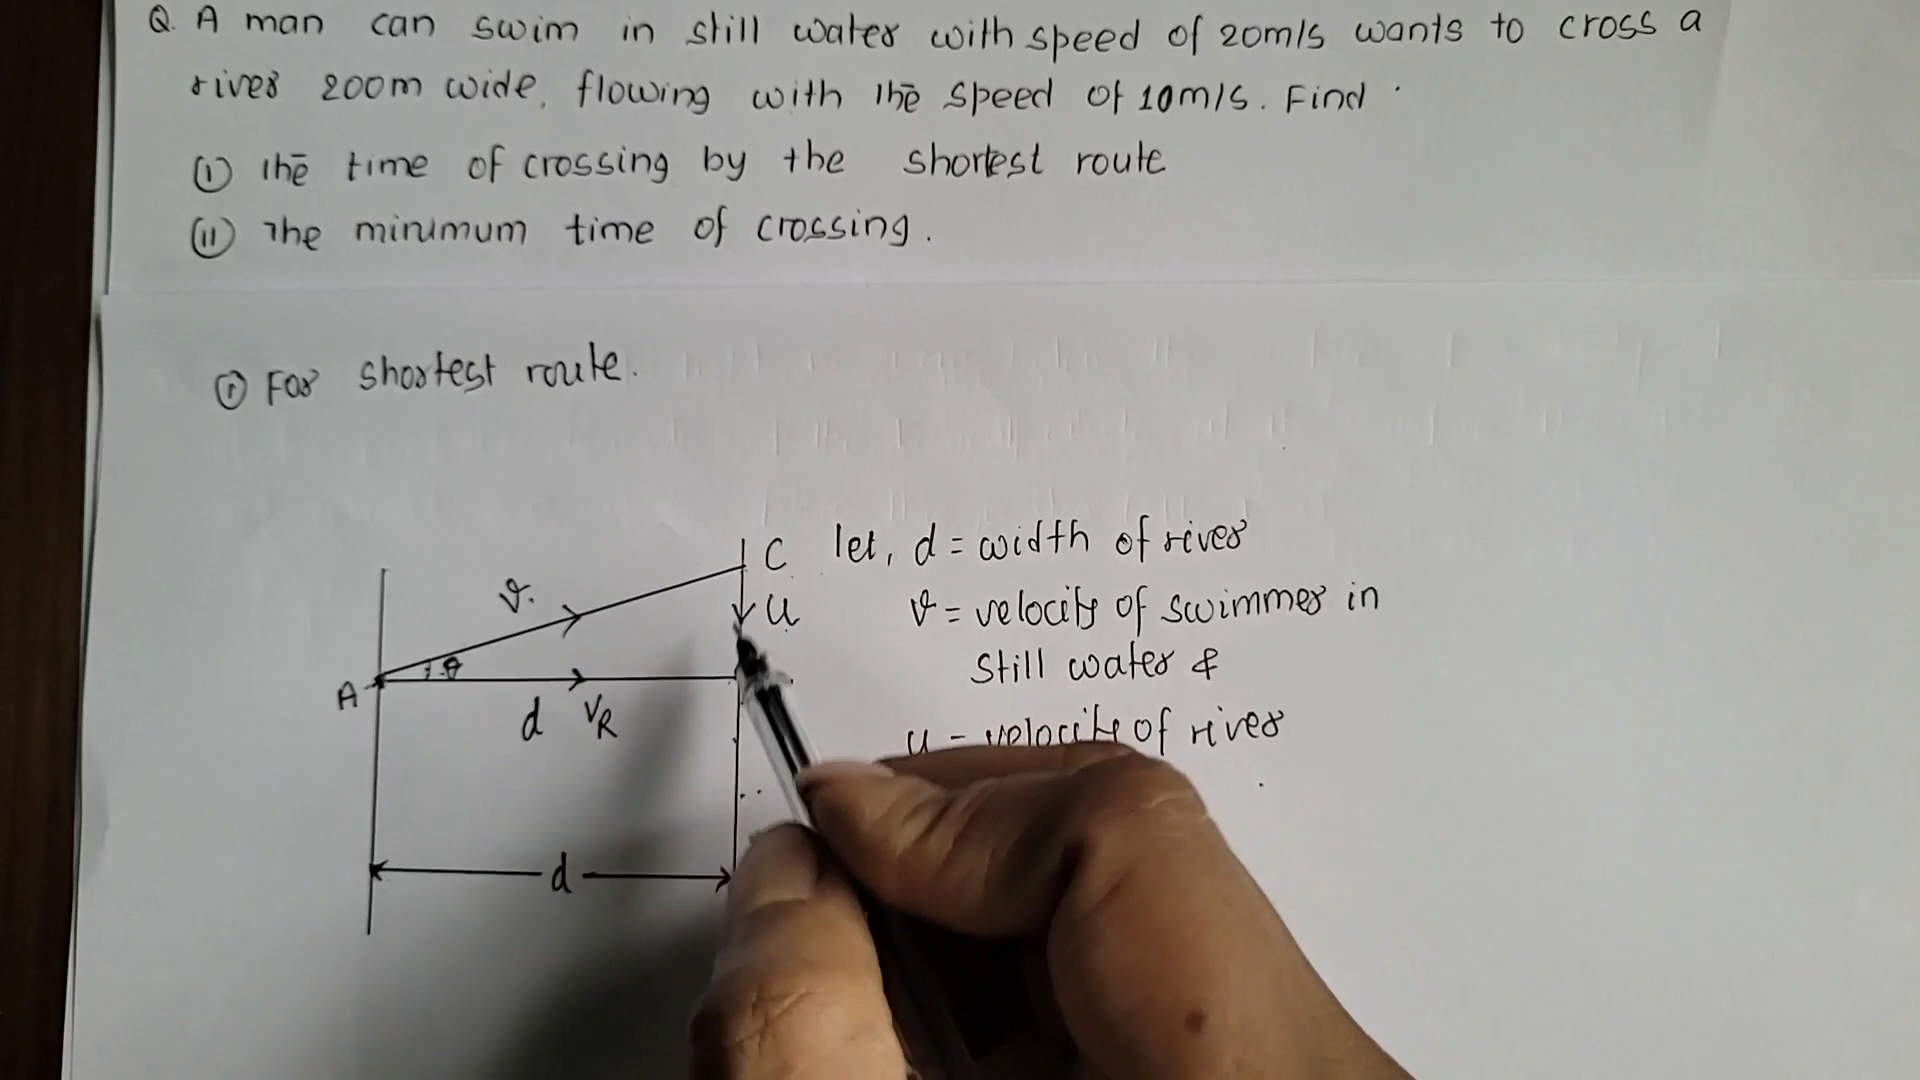 Q. A man can swim in still water with speed of 20m/s wants to cross a
river 200m wide, flowing with the speed of 10m/s. Find
(i) The time of crossing by the shortest route
(ii) The minimum time of crossing.
(i) For shortest route.
C
v.
u
θ
A
d VR
d
let, d = width of river
v = velocity of swimmer in
still water &
u = velocity of river